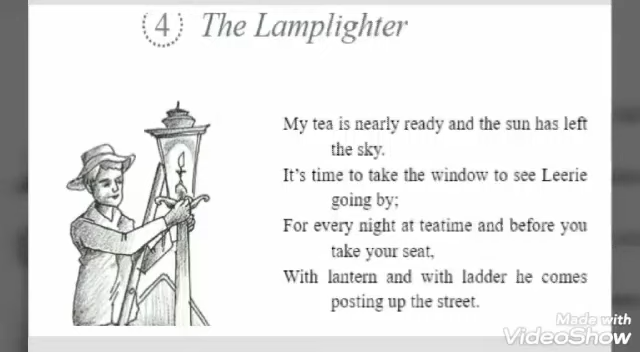 4 The Lamplighter
My tea is nearly ready and the sun has left
the sky.
It's time to take the window to see Leerie
going by;
For every night at teatime and before you
take your seat,
With lantern and with ladder he comes
posting up the street.
Made with
VideoShow